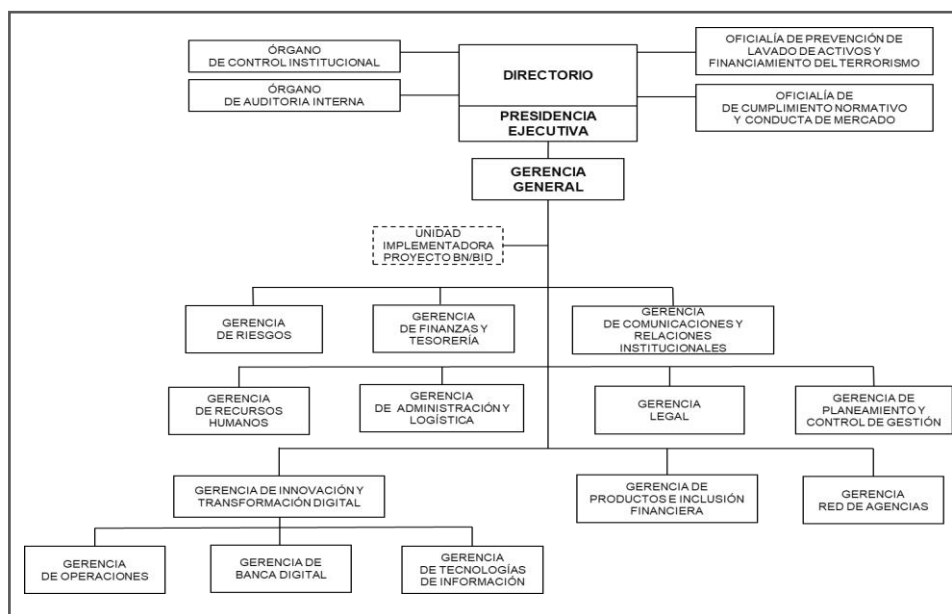 ÓRGANO
DE CONTROL INSTITUCIONAL
ÓRGANO
DE AUDITORIA INTERNA
DIRECTORIO
PRESIDENCIA
EJECUTIVA
OFICIALÍA DE PREVENCIÓN DE
LAVADO DE ACTIVOS Y
FINANCIAMIENTO DEL TERRORISMO
OFICIALÍA DE
DE CUMPLIMIENTO NORMATIVO
Y CONDUCTA DE MERCADO
GERENCIA
GENERAL
UNIDAD
IMPLEMENTADORA
PROYECTO BN/BID
GERENCIA
DE RIESGOS
GERENCIA
DE FINANZAS Y
TESORERÍA
GERENCIA
DE COMUNICACIONES Y
RELACIONES
INSTITUCIONALES
GERENCIA
DE RECURSOS
HUMANOS
GERENCIA
DE ADMINISTRACIÓN Y
LOGÍSTICA
GERENCIA
LEGAL
GERENCIA DE
PLANEAMIENTO Y
CONTROL DE GESTIÓN
GERENCIA DE INNOVACIÓN Y
TRANSFORMACIÓN DIGITAL
GERENCIA DE
PRODUCTOS E INCLUSIÓN
FINANCIERA
GERENCIA
RED DE AGENCIAS
GERENCIA
DE OPERACIONES
GERENCIA DE
BANCA DIGITAL
GERENCIA
DE TECNOLOGÍAS
DE INFORMACIÓN